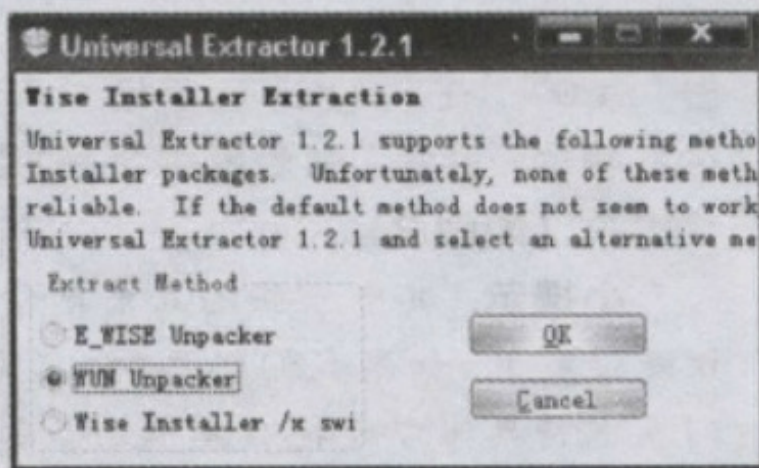 Universal Extractor 1.2.1
Wise Installer Extraction
Universal Extractor 1.2.1 supports the following metho
Installer packages. Unfortunately, none of these meth
reliable. If the default method does not seem to work
Universal Extractor 1.2.1 and select an alternative me
Extract Method
E_WISE Unpacker
WUN Unpacker
Wise Installer /x swi
OK
Cancel